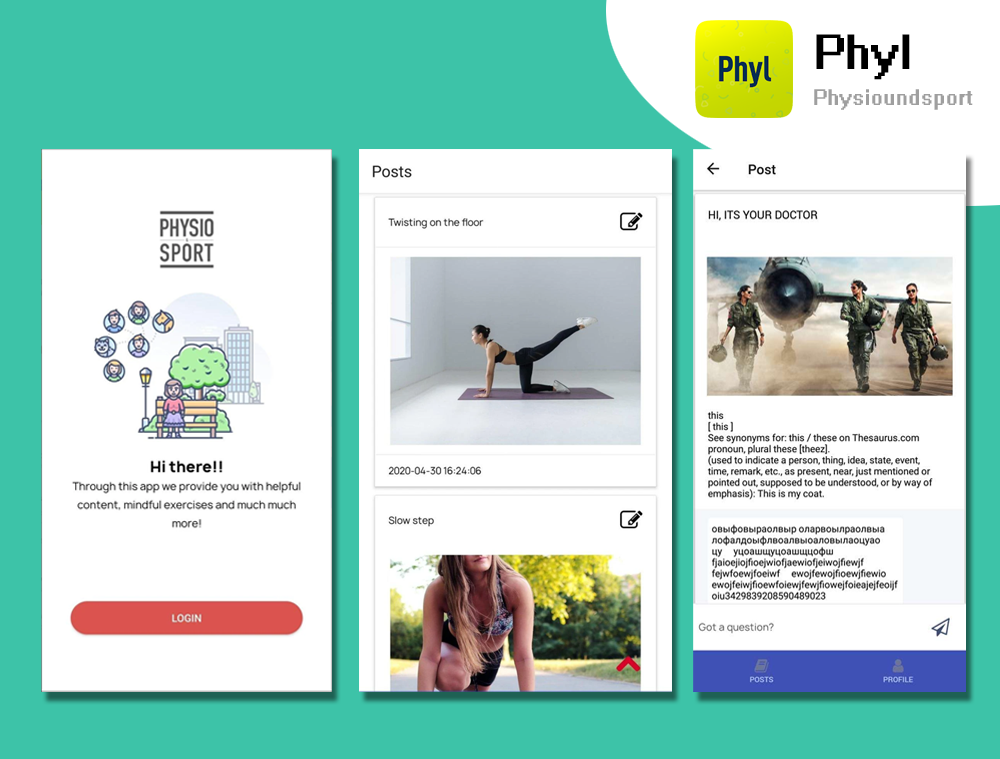 Phyl
Phyl
Physioundsport
PHYSIO
SPORT
Hi there!!
Through this app we provide you with helpful
content, mindful exercises and much much
more!
LOGIN
Posts
Twisting on the floor
2020-04-30 16:24:06
Slow step
Post
HI, ITS YOUR DOCTOR
this
[ this ]
See synonyms for: this / these on Thesaurus.com
pronoun, plural these [theez].
(used to indicate a person, thing, idea, state, event,
time, remark, etc., as present, near, just mentioned or
pointed out, supposed to be understood, or by way of
emphasis): This is my coat.
овыфовыраолвыр оларвоылраолвыа
лофалдоыфлвоалвыоаловылаоцуао
цу уцоашщуцоашщцофш
fjaioejiojfioejwiofjaewiofjeiwojfiewjf
fejwfoewjfoeiwf ewojfewojfioewjfiewio
ewojfeiwjfioewfoiewjfewjfiowejfoieajejfeoijf
oiu3429839208590489023
Got a question?
POSTS
PROFILE